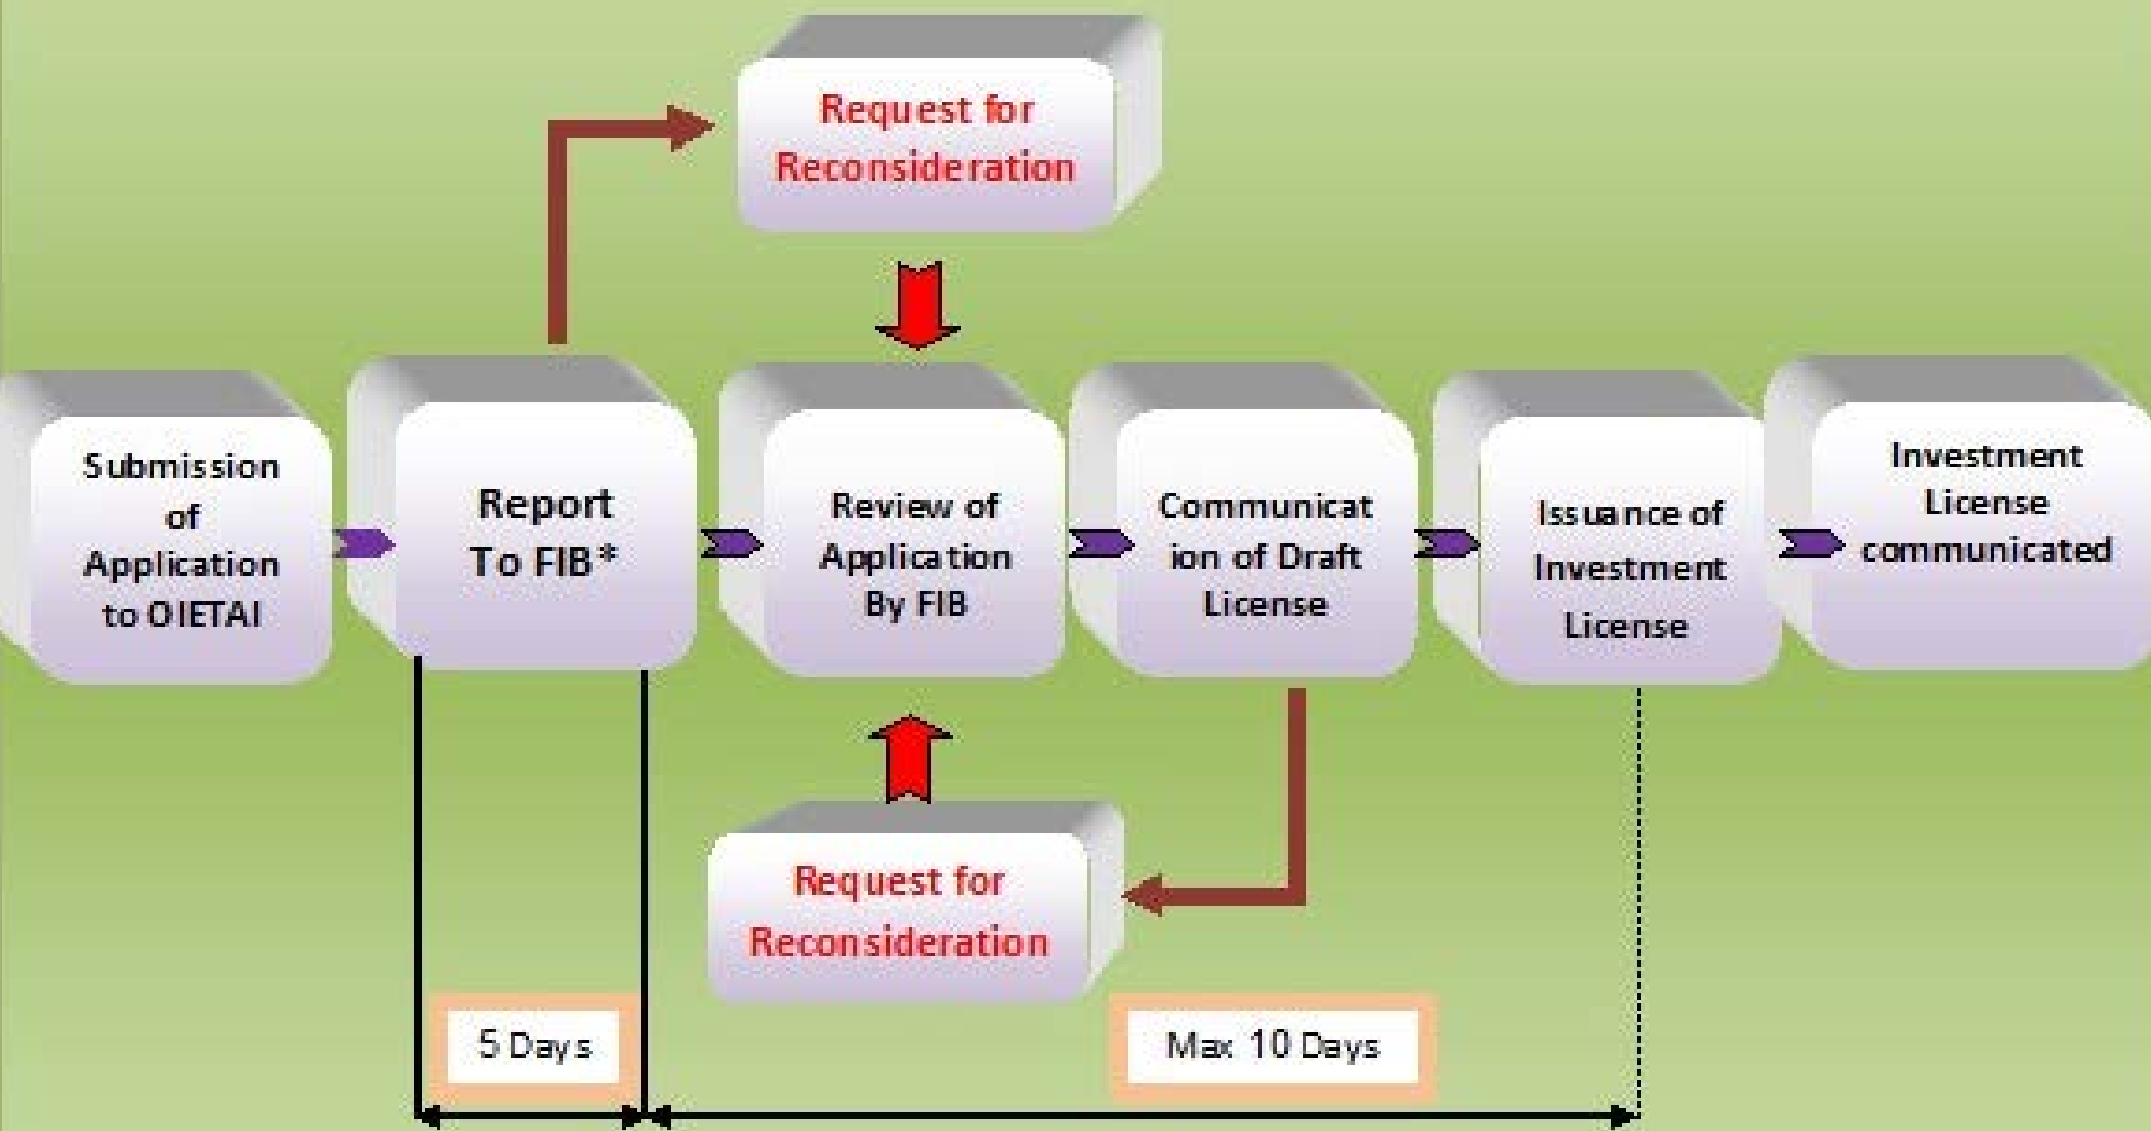 Request for
Reconsideration
Submission
of
Application
to OIETAI
Report
To FIB*
Review of
Application
By FIB
Communicat
ion of Draft
License
Issuance of
Investment
License
Investment
License
communicated
Request for
Reconsideration
5 Days
Max 10 Days